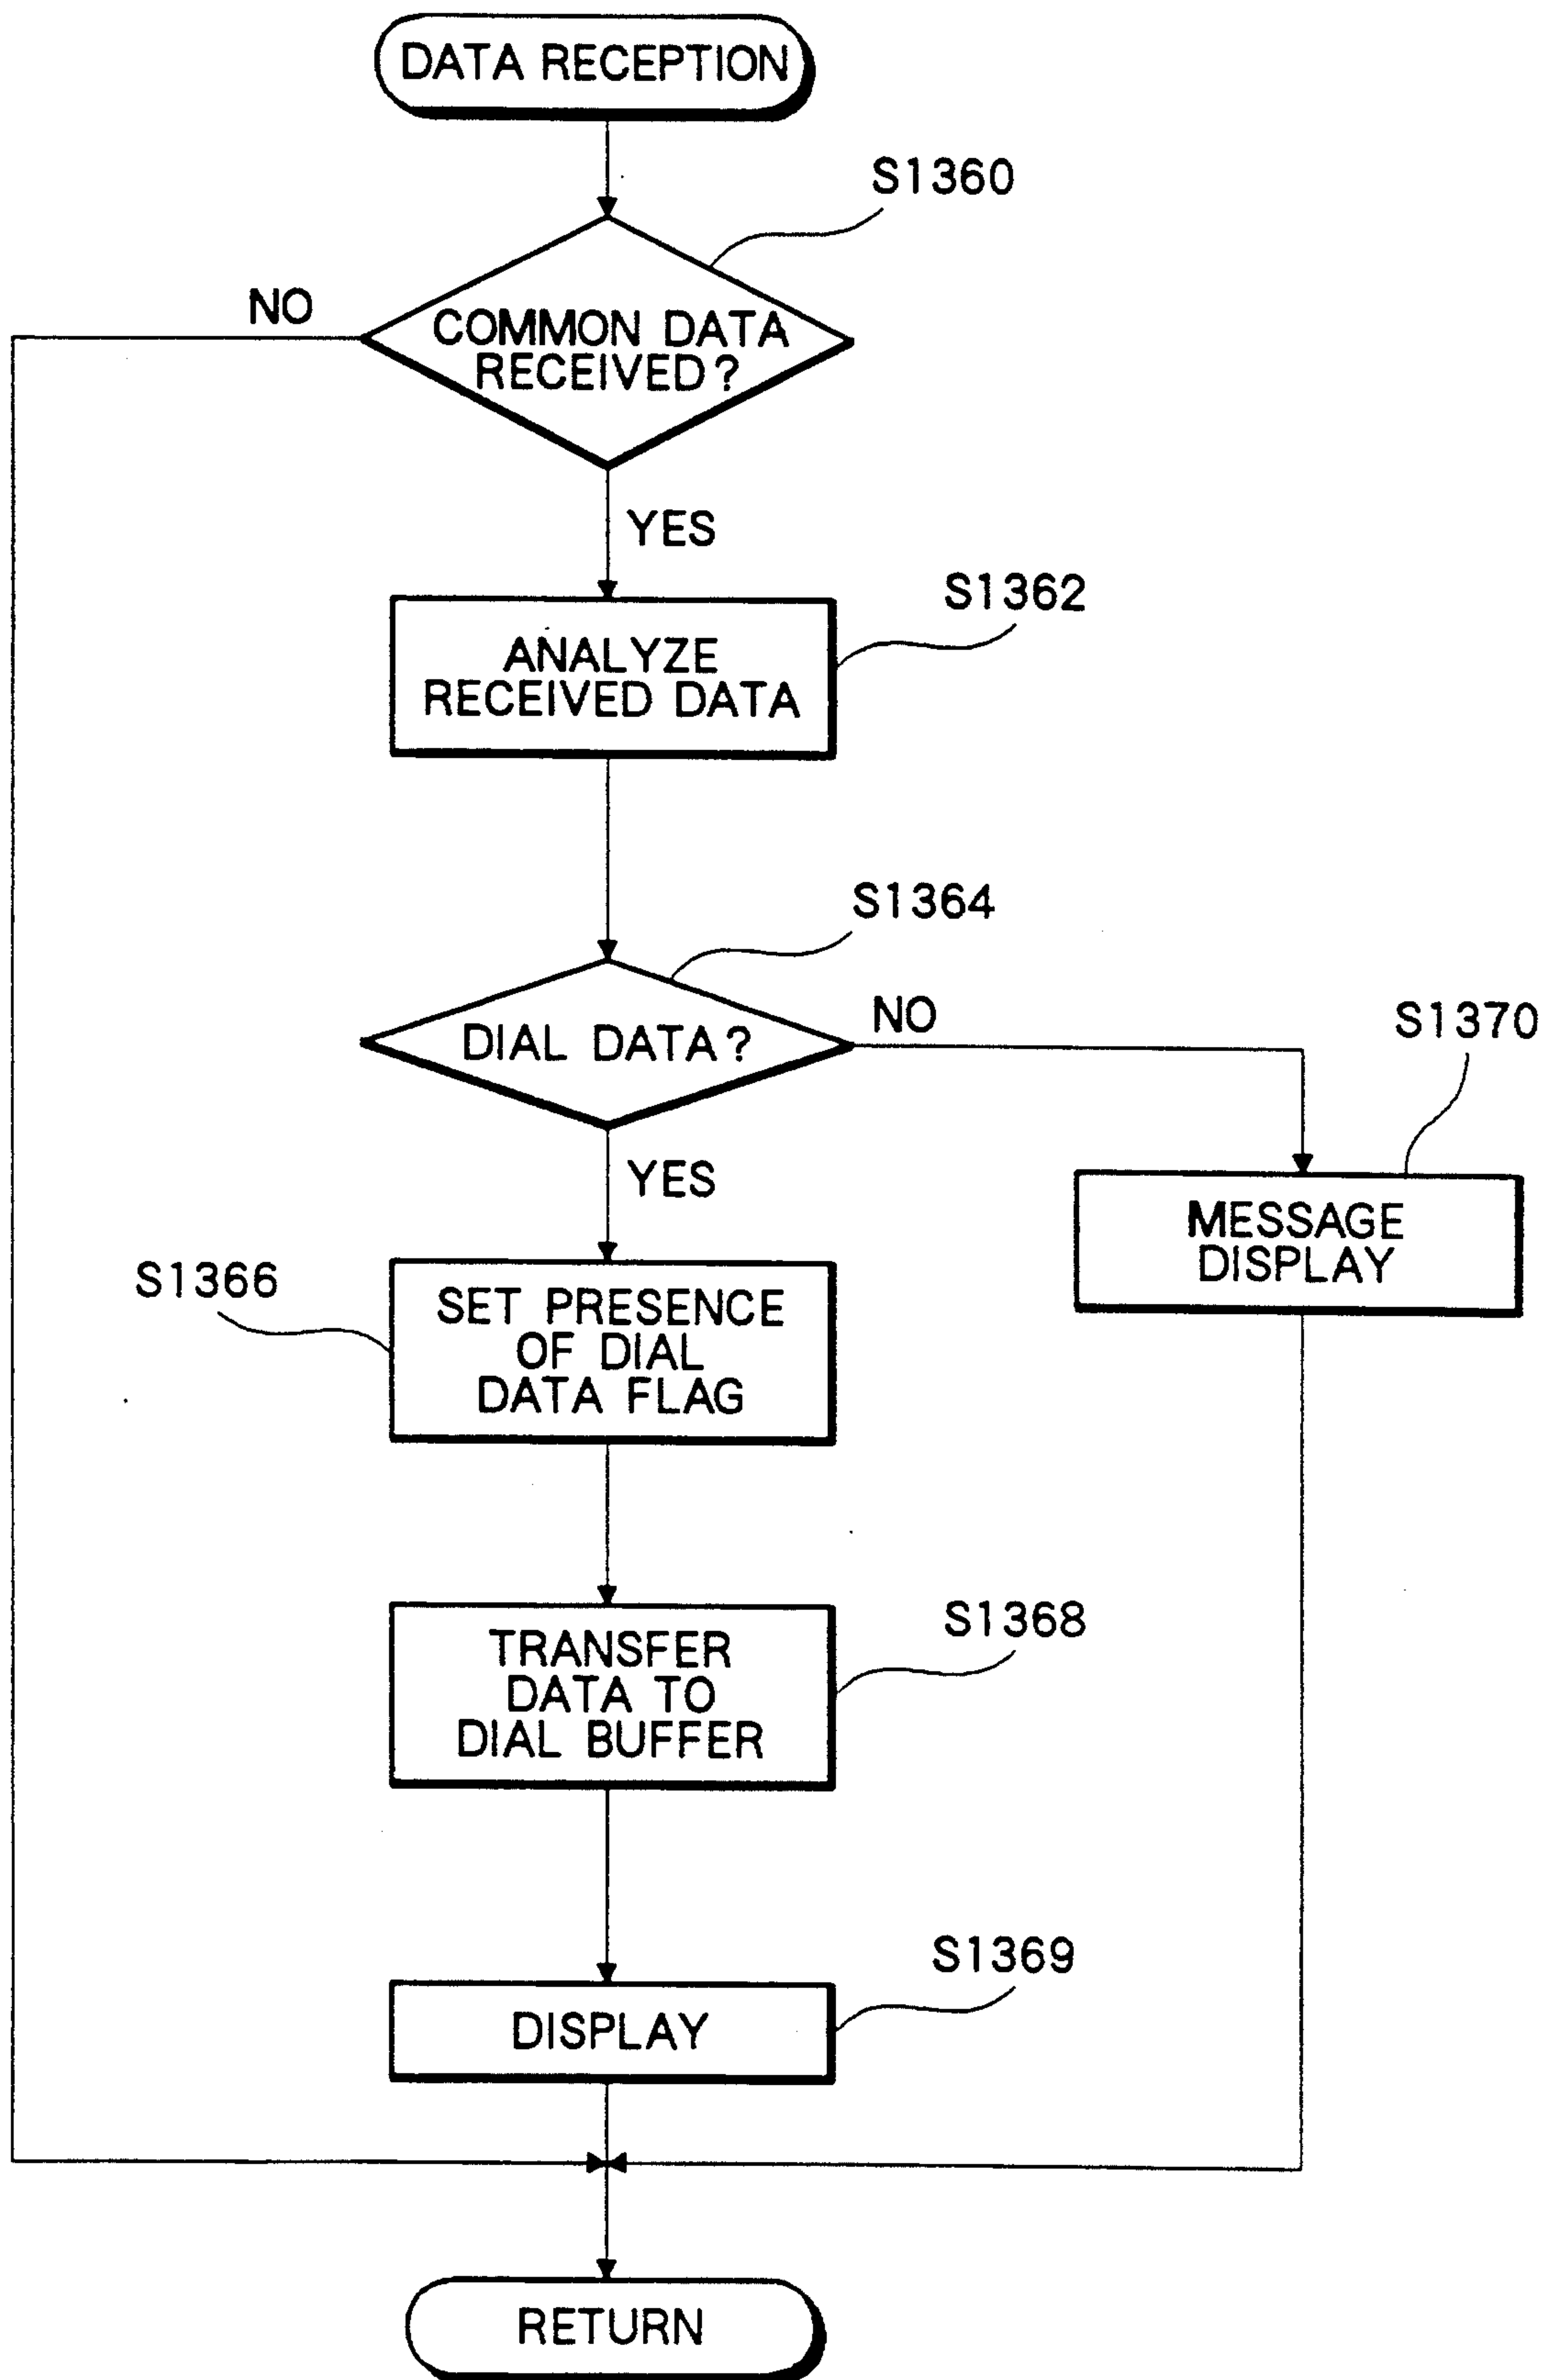 DATA RECEPTION
S1360
NO
COMMON DATA
RECEIVED?
YES
S1362
ANALYZE
RECEIVED DATA
S1364
DIAL DATA?
NO
S1370
YES
MESSAGE
DISPLAY
S1366
SET PRESENCE
OF DIAL
DATA FLAG
S1368
TRANSFER
DATA TO
DIAL BUFFER
S1369
DISPLAY
RETURN